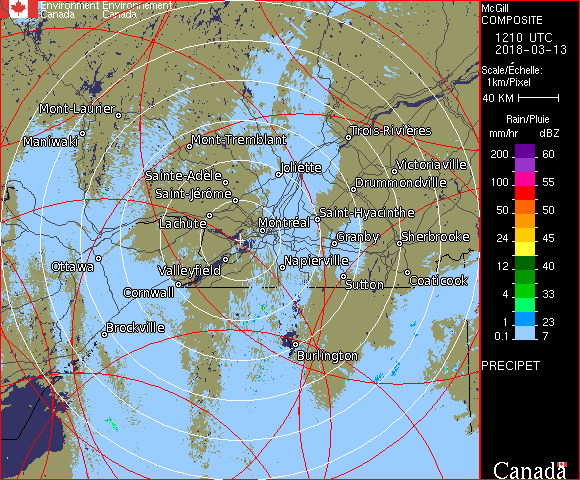 Environment Environnement
Canada Canada
McGill
COMPOSITE
1210 UTC
2018-03-13
Scale/Échelle:
1km/Pixel
40 KM
Rain/Pluie
mm/hr dBZ
200 60
100 55
50 50
24 45
12 40
4 33
1 23
0.1 7
PRECIPET
Canada
Mont-Laurier
Maniwaki
Mont-Tremblant
Trois-Rivières
Joliette
Victoriaville
Sainte-Adèle
Drummondville
Saint-Jérôme
Saint-Hyacinthe
Lachute
Montréal
Granby
Sherbrooke
Ottawa
Valleyfield
Napierville
Cornwall
Sutton
Coaticook
Brockville
Burlington